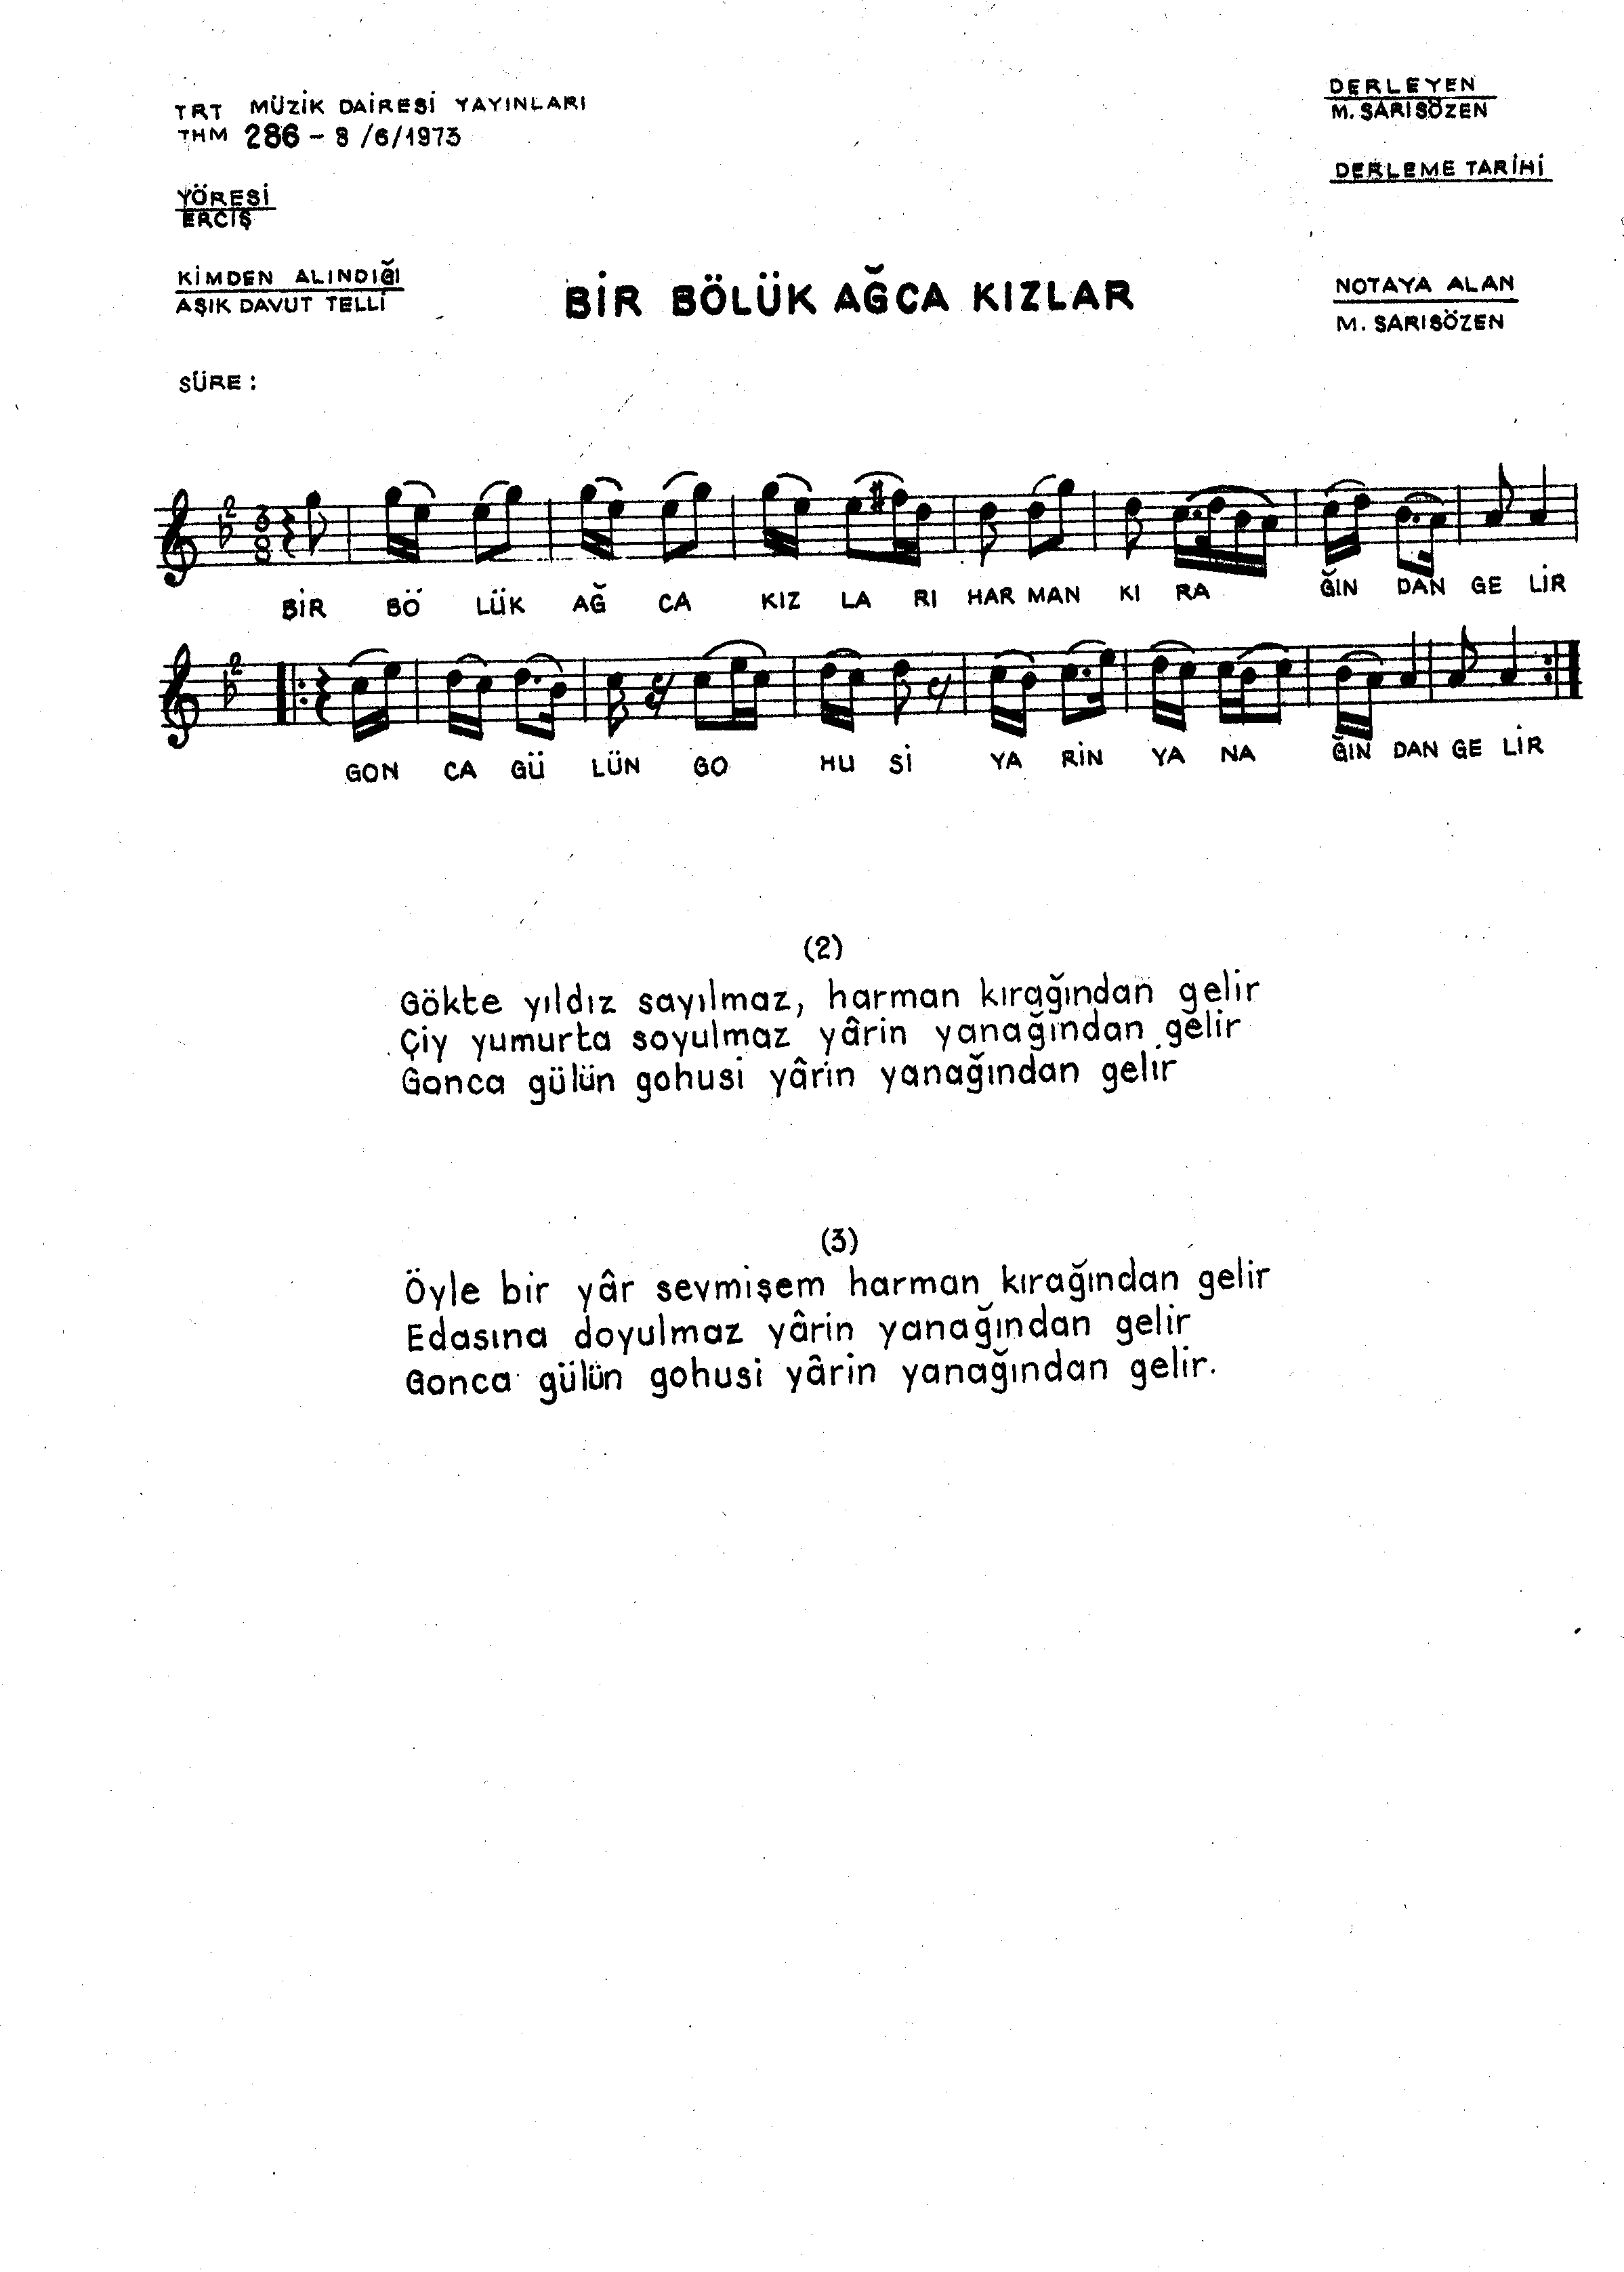 TRT MÜZİK DAİRESİ YAYINLARI
THM 286 - 8/6/1973
DERLEYEN
M. SARISÖZEN
DERLEME TARİHİ
YÖRESİ
ERCİŞ
KİMDEN ALINDIĞI
AŞIK DAVUT TELLİ
BİR BÖLÜK AĞCA KIZLAR
NOTAYA ALAN
M. SARISÖZEN
SÜRE :
2
3
8
BİR BÖ LÜK AĞ CA KIZ LA RI HAR MAN KI RA ĞIN DAN GE LİR
2
GON CA GÜ LÜN GO HU Sİ YA RİN YA NA ĞIN DAN GE LİR
(2)
Gökte yıldız sayılmaz, harman kırağından gelir
Çiy yumurta soyulmaz yârin yanağından gelir
Gonca gülün gohusi yârin yanağından gelir
(3)
Öyle bir yâr sevmişem harman kırağından gelir
Edasına doyulmaz yârin yanağından gelir
Gonca gülün gohusi yârin yanağından gelir.